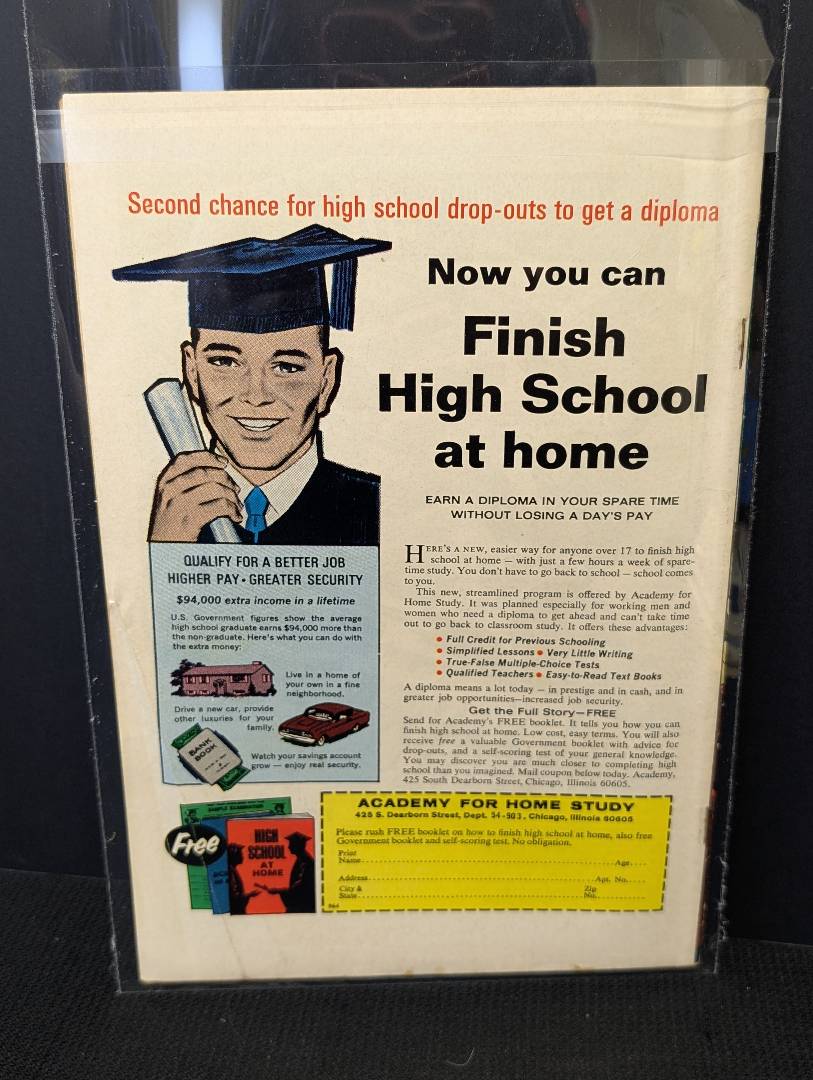 Second chance for high school drop-outs to get a diploma
Now you can
Finish
High School
at home
EARN A DIPLOMA IN YOUR SPARE TIME
WITHOUT LOSING A DAY'S PAY
QUALIFY FOR A BETTER JOB
HIGHER PAY • GREATER SECURITY
$94,000 extra income in a lifetime
U.S. Government figures show the average
high school graduate earns $94,000 more than
the non-graduate. Here's what you can do with
the extra money:
Live in a home of
your own in a fine
neighborhood.
Drive a new car, provide
other luxuries for your
family.
BANK
BOOK
Watch your savings account
grow — enjoy real security.
HERE'S A NEW, easier way for anyone over 17 to finish high
school at home — with just a few hours a week of spare-
time study. You don't have to go back to school — school comes
to you.
This new, streamlined program is offered by Academy for
Home Study. It was planned especially for working men and
women who need a diploma to get ahead and can't take time
out to go back to classroom study. It offers these advantages:
• Full Credit for Previous Schooling
• Simplified Lessons • Very Little Writing
• True-False Multiple-Choice Tests
• Qualified Teachers • Easy-to-Read Text Books
A diploma means a lot today — in prestige and in cash, and in
greater job opportunities—increased job security.
Get the Full Story—FREE
Send for Academy's FREE booklet. It tells you how you can
finish high school at home. Low cost, easy terms. You will also
receive free a valuable Government booklet with advice for
drop-outs, and a self-scoring test of your general knowledge.
You may discover you are much closer to completing high
school than you imagined. Mail coupon below today. Academy,
425 South Dearborn Street, Chicago, Illinois 60605.
SAMPLE EXAMINATION
Free
HIGH
SCHOOL
AT
HOME
ACADEMY FOR HOME STUDY
425 S. Dearborn Street, Dept. 94-903, Chicago, Illinois 60605
Please rush FREE booklet on how to finish high school at home, also free
Government booklet and self-scoring test. No obligation.
Print
Name Age
Address Apt. No.
City & Zip
State No.